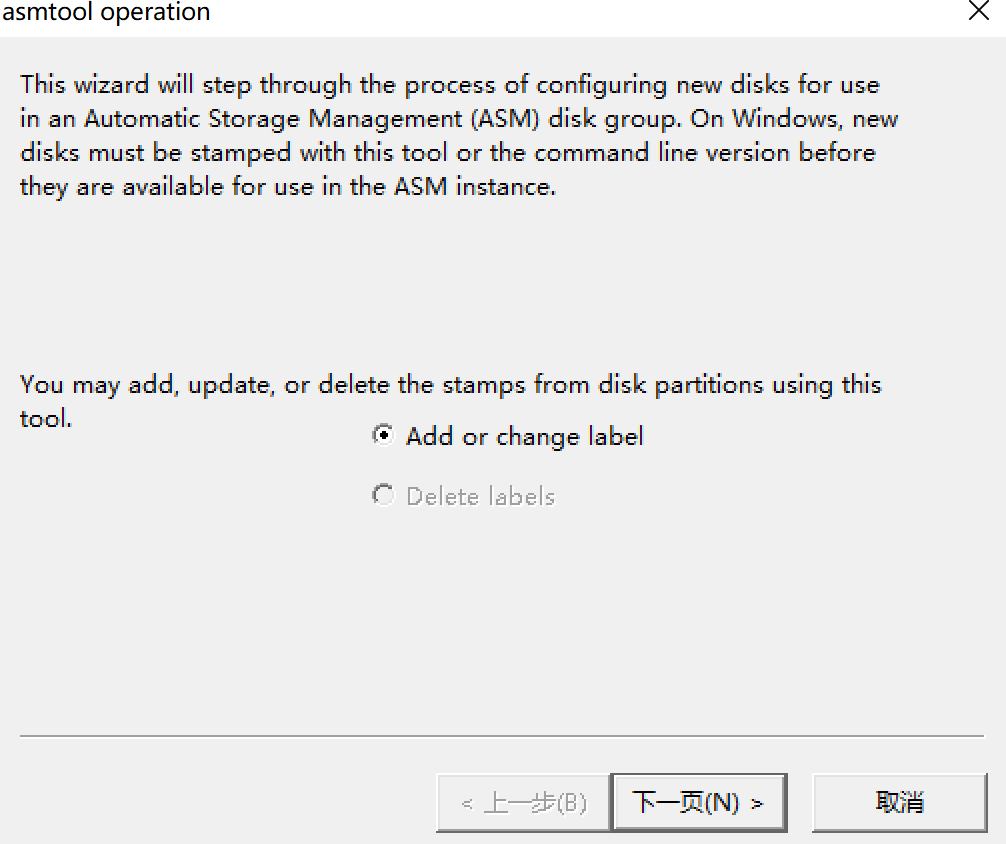 asmtool operation
This wizard will step through the process of configuring new disks for use
in an Automatic Storage Management (ASM) disk group. On Windows, new
disks must be stamped with this tool or the command line version before
they are available for use in the ASM instance.
You may add, update, or delete the stamps from disk partitions using this
tool.
Add or change label
Delete labels
< 上一步(B)
下一页(N) >
取消